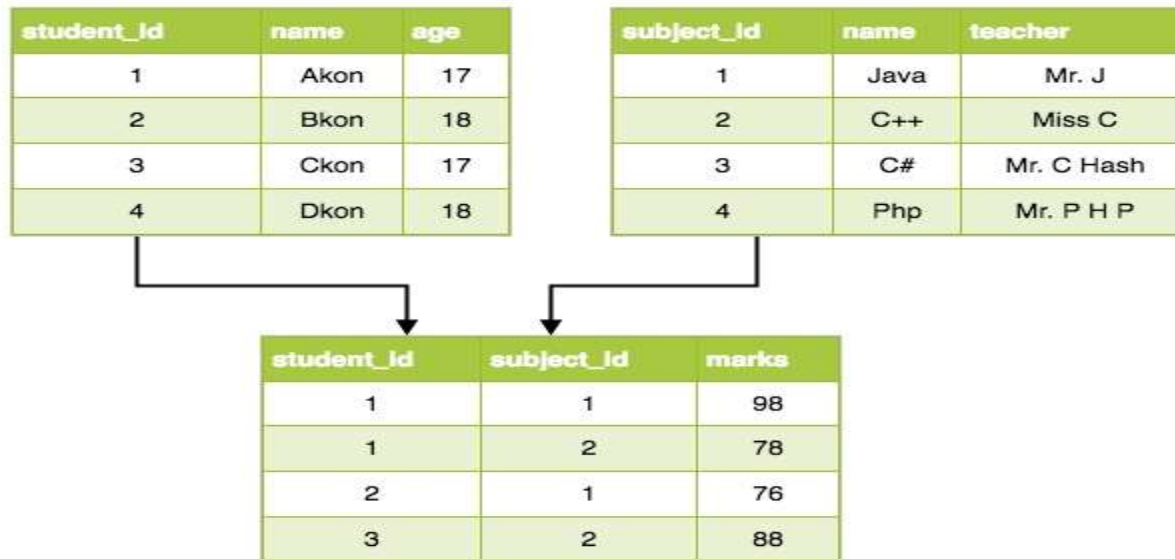 student_id name age
1 Akon 17
2 Bkon 18
3 Ckon 17
4 Dkon 18
subject_id name teacher
1 Java Mr. J
2 C++ Miss C
3 C# Mr. C Hash
4 Php Mr. P H P
student_id subject_id marks
1 1 98
1 2 78
2 1 76
3 2 88